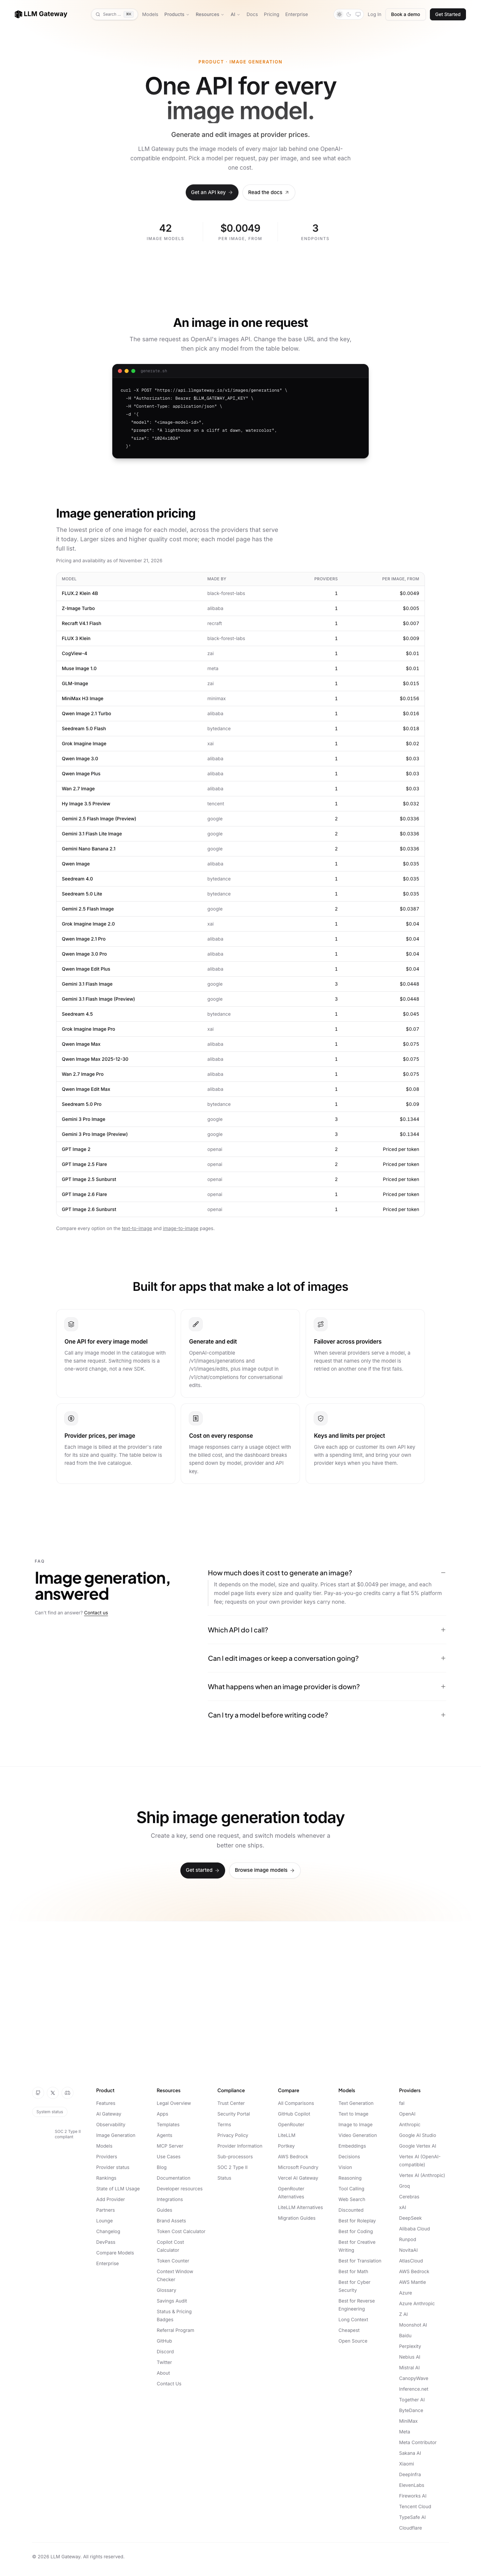 LLM Gateway
Search ... ⌘K
Models
Products
Resources
AI
Docs
Pricing
Enterprise
Log In
Book a demo
Get Started
PRODUCT · IMAGE GENERATION
One API for every
image model.
Generate and edit images at provider prices.
LLM Gateway puts the image models of every major lab behind one OpenAI-
compatible endpoint. Pick a model per request, pay per image, and see what each
one cost.
Get an API key →
Read the docs ↗
42
IMAGE MODELS
$0.0049
PER IMAGE, FROM
3
ENDPOINTS
An image in one request
The same request as OpenAI's images API. Change the base URL and the key,
then pick any model from the table below.
generate.sh
curl -X POST "https://api.llmgateway.io/v1/images/generations" \
-H "Authorization: Bearer $LLM_GATEWAY_API_KEY" \
-H "Content-Type: application/json" \
-d '{
"model": "<image-model-id>",
"prompt": "A lighthouse on a cliff at dawn, watercolor",
"size": "1024x1024"
}'
Image generation pricing
The lowest price of one image for each model, across the providers that serve
it today. Larger sizes and higher quality cost more; each model page has the
full list.
Pricing and availability as of November 21, 2026
MODEL MADE BY PROVIDERS PER IMAGE, FROM
FLUX.2 Klein 4B black-forest-labs 1 $0.0049
Z-Image Turbo alibaba 1 $0.005
Recraft V4.1 Flash recraft 1 $0.007
FLUX 3 Klein black-forest-labs 1 $0.009
CogView-4 zai 1 $0.01
Muse Image 1.0 meta 1 $0.01
GLM-Image zai 1 $0.015
MiniMax H3 Image minimax 1 $0.0156
Qwen Image 2.1 Turbo alibaba 1 $0.016
Seedream 5.0 Flash bytedance 1 $0.018
Grok Imagine Image xai 1 $0.02
Qwen Image 3.0 alibaba 1 $0.03
Qwen Image Plus alibaba 1 $0.03
Wan 2.7 Image alibaba 1 $0.03
Hy Image 3.5 Preview tencent 1 $0.032
Gemini 2.5 Flash Image (Preview) google 2 $0.0336
Gemini 3.1 Flash Lite Image google 2 $0.0336
Gemini Nano Banana 2.1 google 2 $0.0336
Qwen Image alibaba 1 $0.035
Seedream 4.0 bytedance 1 $0.035
Seedream 5.0 Lite bytedance 1 $0.035
Gemini 2.5 Flash Image google 2 $0.0387
Grok Imagine Image 2.0 xai 1 $0.04
Qwen Image 2.1 Pro alibaba 1 $0.04
Qwen Image 3.0 Pro alibaba 1 $0.04
Qwen Image Edit Plus alibaba 1 $0.04
Gemini 3.1 Flash Image google 3 $0.0448
Gemini 3.1 Flash Image (Preview) google 3 $0.0448
Seedream 4.5 bytedance 1 $0.045
Grok Imagine Image Pro xai 1 $0.07
Qwen Image Max alibaba 1 $0.075
Qwen Image Max 2025-12-30 alibaba 1 $0.075
Wan 2.7 Image Pro alibaba 1 $0.075
Qwen Image Edit Max alibaba 1 $0.08
Seedream 5.0 Pro bytedance 1 $0.09
Gemini 3 Pro Image google 3 $0.1344
Gemini 3 Pro Image (Preview) google 3 $0.1344
GPT Image 2 openai 2 Priced per token
GPT Image 2.5 Flare openai 2 Priced per token
GPT Image 2.5 Sunburst openai 2 Priced per token
GPT Image 2.6 Flare openai 1 Priced per token
GPT Image 2.6 Sunburst openai 1 Priced per token
Compare every option on the text-to-image and image-to-image pages.
Built for apps that make a lot of images
One API for every image model
Call any image model in the catalogue with
the same request. Switching models is a
one-word change, not a new SDK.
Generate and edit
OpenAI-compatible
/v1/images/generations and
/v1/images/edits, plus image output in
/v1/chat/completions for conversational
edits.
Failover across providers
When several providers serve a model, a
request that names only the model is
retried on another one if the first fails.
Provider prices, per image
Each image is billed at the provider's rate
for its size and quality. The table below is
read from the live catalogue.
Cost on every response
Image responses carry a usage object with
the billed cost, and the dashboard breaks
spend down by model, provider and API
key.
Keys and limits per project
Give each app or customer its own API key
with a spending limit, and bring your own
provider keys when you have them.
FAQ
Image generation,
answered
Can't find an answer? Contact us
How much does it cost to generate an image?
It depends on the model, size and quality. Prices start at $0.0049 per image, and each
model page lists every size and quality tier. Pay-as-you-go credits carry a flat 5% platform
fee; requests on your own provider keys carry none.
Which API do I call?
Can I edit images or keep a conversation going?
What happens when an image provider is down?
Can I try a model before writing code?
Ship image generation today
Create a key, send one request, and switch models whenever a
better one ships.
Get started →
Browse image models →
System status
SOC 2 Type II
compliant
Product
Features
AI Gateway
Observability
Image Generation
Models
Providers
Provider status
Rankings
State of LLM Usage
Add Provider
Partners
Lounge
Changelog
DevPass
Compare Models
Enterprise
Resources
Legal Overview
Apps
Templates
Agents
MCP Server
Use Cases
Blog
Documentation
Developer resources
Integrations
Guides
Brand Assets
Token Cost Calculator
Copilot Cost
Calculator
Token Counter
Context Window
Checker
Glossary
Savings Audit
Status & Pricing
Badges
Referral Program
GitHub
Discord
Twitter
About
Contact Us
Compliance
Trust Center
Security Portal
Terms
Privacy Policy
Provider Information
Sub-processors
SOC 2 Type II
Status
Compare
All Comparisons
GitHub Copilot
OpenRouter
LiteLLM
Portkey
AWS Bedrock
Microsoft Foundry
Vercel AI Gateway
OpenRouter
Alternatives
LiteLLM Alternatives
Migration Guides
Models
Text Generation
Text to Image
Image to Image
Video Generation
Embeddings
Decisions
Vision
Reasoning
Tool Calling
Web Search
Discounted
Best for Roleplay
Best for Coding
Best for Creative
Writing
Best for Translation
Best for Math
Best for Cyber
Security
Best for Reverse
Engineering
Long Context
Cheapest
Open Source
Providers
fal
OpenAI
Anthropic
Google AI Studio
Google Vertex AI
Vertex AI (OpenAI-
compatible)
Vertex AI (Anthropic)
Groq
Cerebras
xAI
DeepSeek
Alibaba Cloud
Runpod
NovitaAI
AtlasCloud
AWS Bedrock
AWS Mantle
Azure
Azure Anthropic
Z AI
Moonshot AI
Baidu
Perplexity
Nebius AI
Mistral AI
CanopyWave
Inference.net
Together AI
ByteDance
MiniMax
Meta
Meta Contributor
Sakana AI
Xiaomi
DeepInfra
ElevenLabs
Fireworks AI
Tencent Cloud
TypeSafe AI
Cloudflare
© 2026 LLM Gateway. All rights reserved.